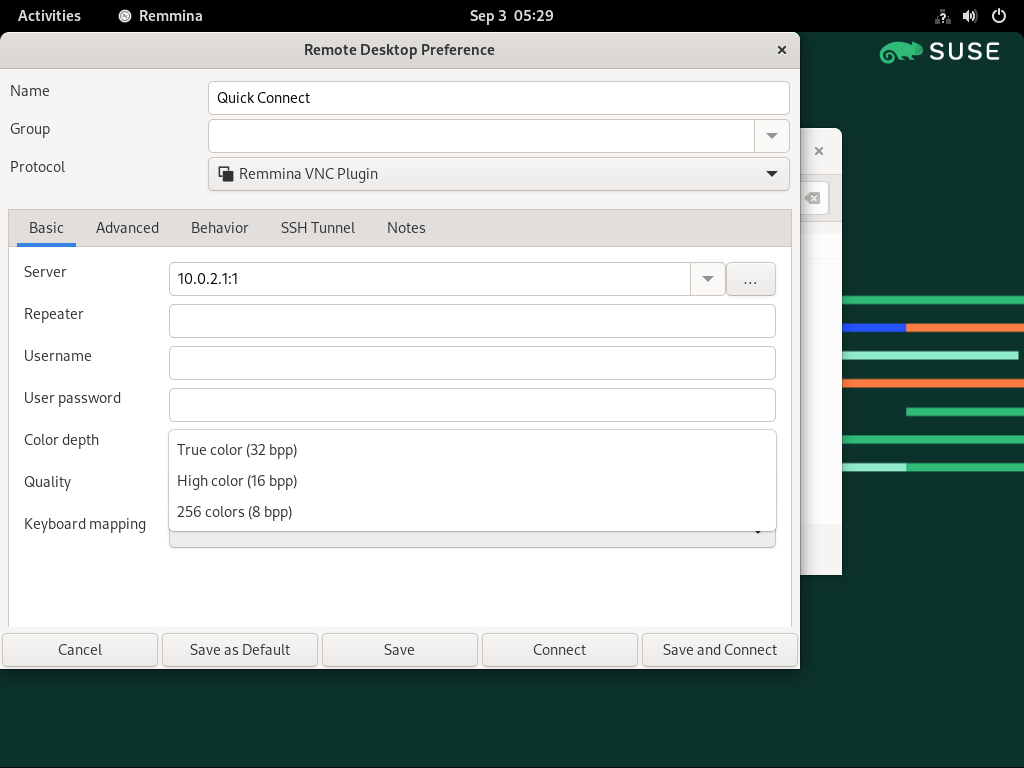 Activities Remmina Sep 3 05:29
Remote Desktop Preference
SUSE
Name Quick Connect
Group
Protocol Remmina VNC Plugin
Basic Advanced Behavior SSH Tunnel Notes
Server 10.0.2.1:1 ...
Repeater
Username
User password
Color depth
True color (32 bpp)
Quality High color (16 bpp)
256 colors (8 bpp)
Keyboard mapping
Cancel Save as Default Save Connect Save and Connect